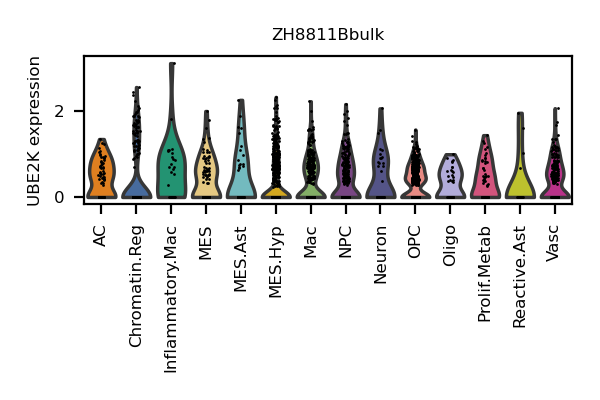 ZH8811Bbulk
UBE2K expression
2
0
AC
Chromatin.Reg
Inflammatory.Mac
MES
MES.Ast
MES.Hyp
Mac
NPC
Neuron
OPC
Oligo
Prolif.Metab
Reactive.Ast
Vasc